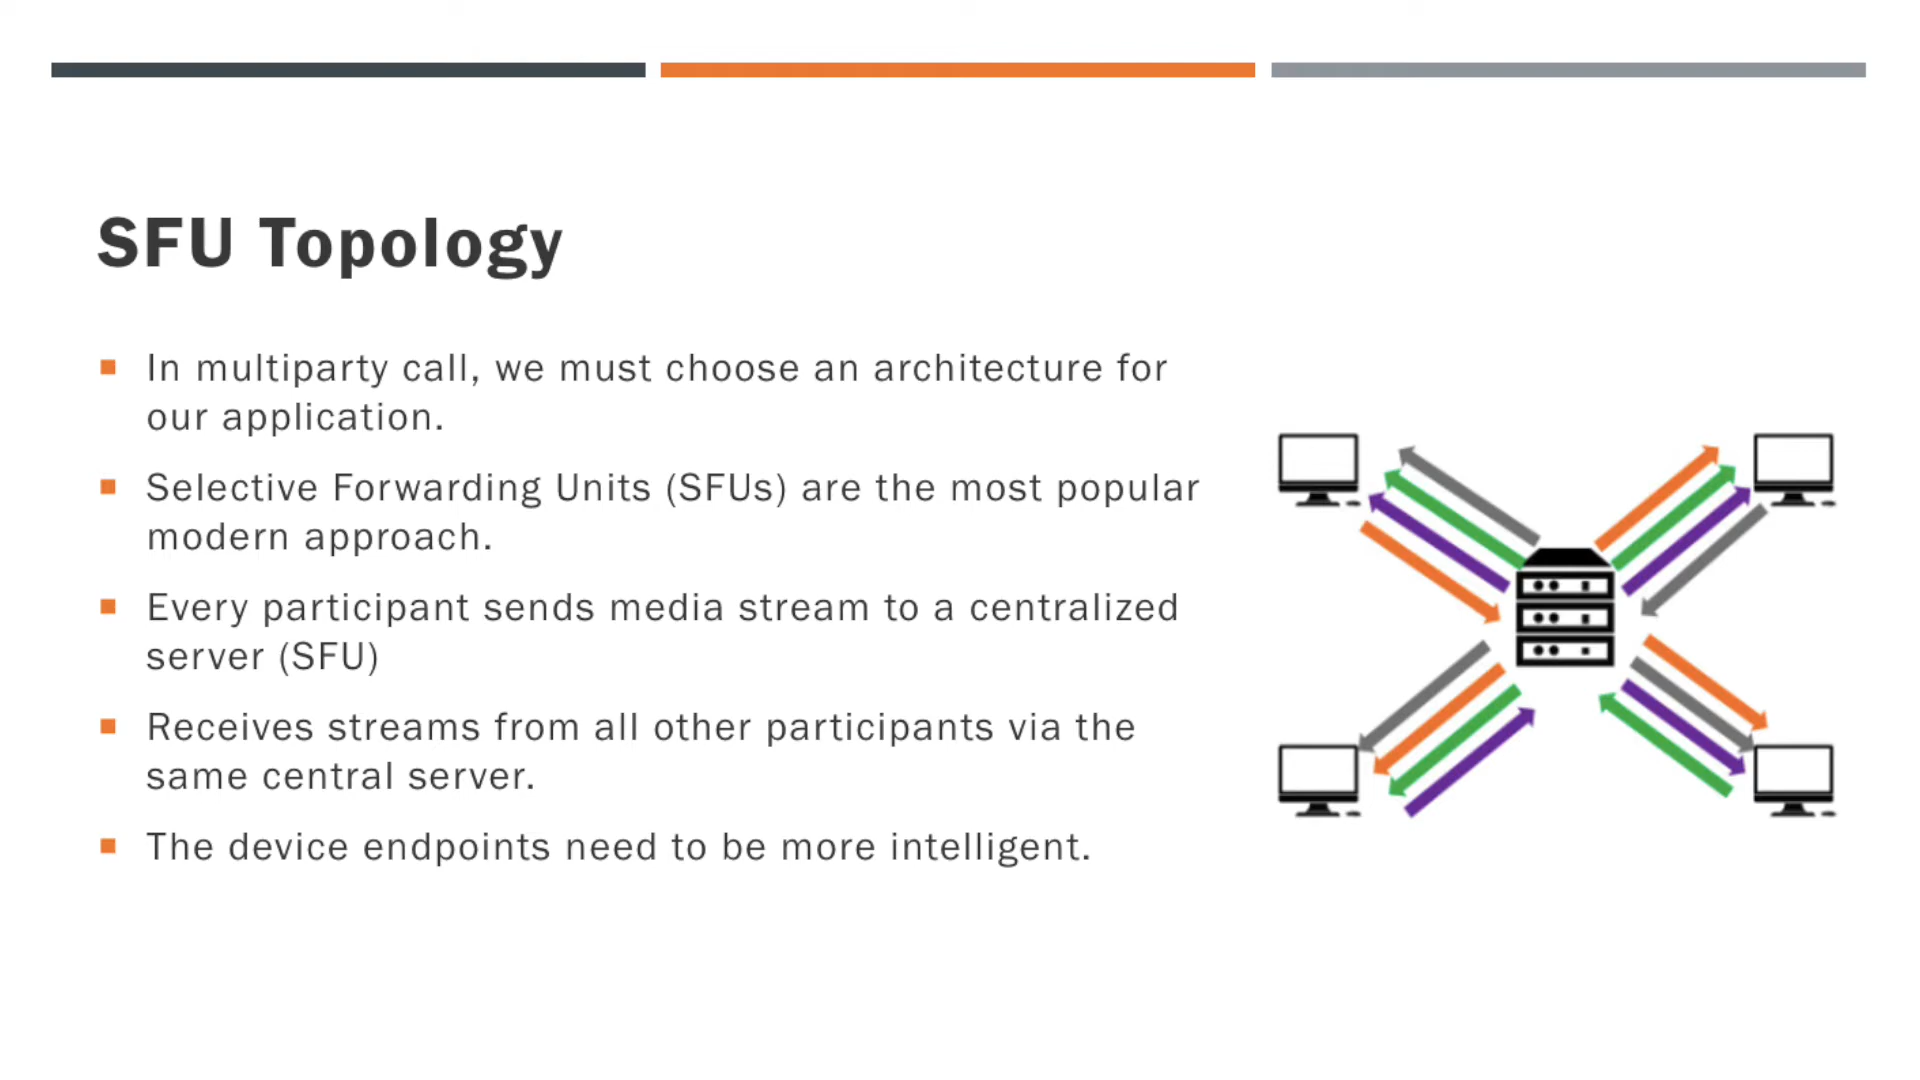 SFU Topology
In multiparty call, we must choose an architecture for
our application.
Selective Forwarding Units (SFUs) are the most popular
modern approach.
Every participant sends media stream to a centralized
server (SFU)
Receives streams from all other participants via the
same central server.
The device endpoints need to be more intelligent.